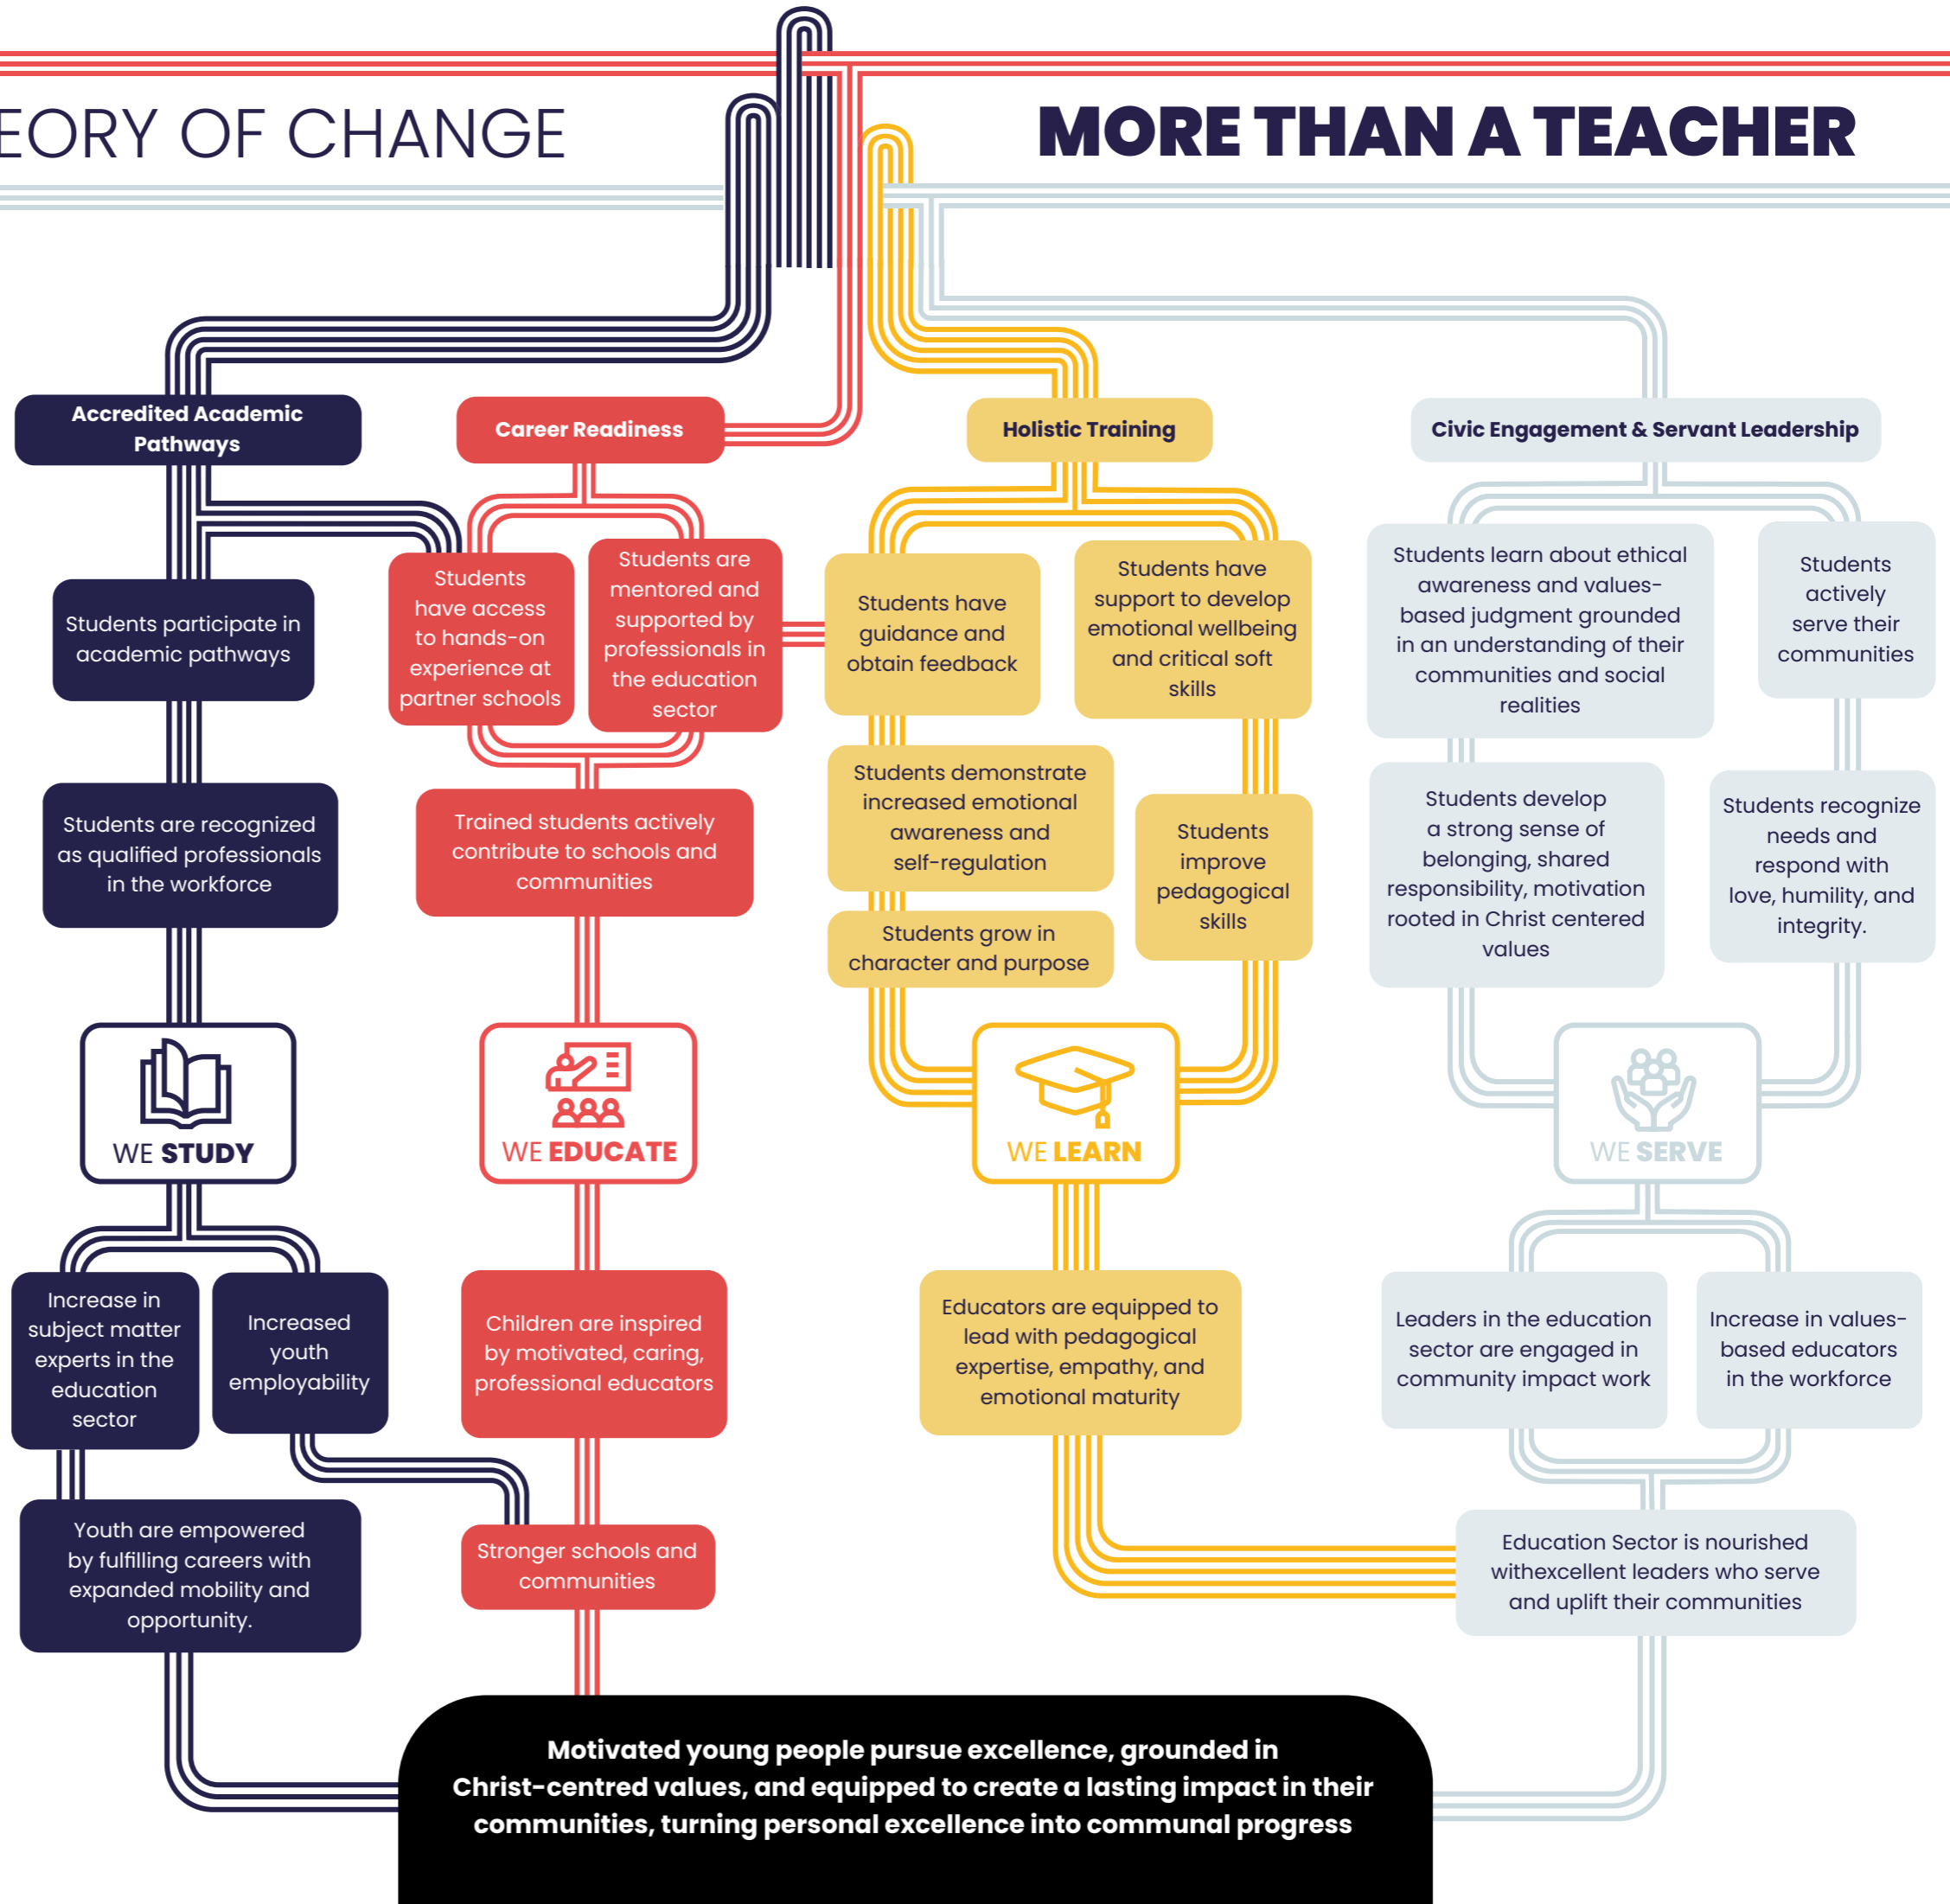 EORY OF CHANGE
MORE THAN A TEACHER
Accredited Academic
Pathways
Career Readiness
Holistic Training
Civic Engagement & Servant Leadership
Students participate in
academic pathways
Students
have access
to hands-on
experience at
partner schools
Students are
mentored and
supported by
professionals in
the education
sector
Students have
guidance and
obtain feedback
Students have
support to develop
emotional wellbeing
and critical soft
skills
Students learn about ethical
awareness and values-
based judgment grounded
in an understanding of their
communities and social
realities
Students
actively
serve their
communities
Students are recognized
as qualified professionals
in the workforce
Trained students actively
contribute to schools and
communities
Students demonstrate
increased emotional
awareness and
self-regulation
Students grow in
character and purpose
Students
improve
pedagogical
skills
Students develop
a strong sense of
belonging, shared
responsibility, motivation
rooted in Christ centered
values
Students recognize
needs and
respond with
love, humility, and
integrity.
WE STUDY
WE EDUCATE
WE LEARN
WE SERVE
Increase in
subject matter
experts in the
education
sector
Increased
youth
employability
Children are inspired
by motivated, caring,
professional educators
Educators are equipped to
lead with pedagogical
expertise, empathy, and
emotional maturity
Leaders in the education
sector are engaged in
community impact work
Increase in values-
based educators
in the workforce
Youth are empowered
by fulfilling careers with
expanded mobility and
opportunity.
Stronger schools and
communities
Education Sector is nourished
withexcellent leaders who serve
and uplift their communities
Motivated young people pursue excellence, grounded in
Christ-centred values, and equipped to create a lasting impact in their
communities, turning personal excellence into communal progress